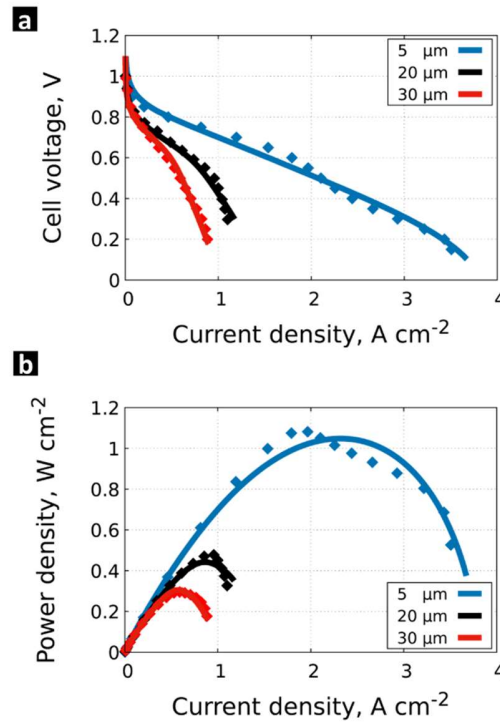 a
1.2
1
0.8
0.6
0.4
0.2
0
Cell voltage, V
5 μm
20 μm
30 μm
0 1 2 3 4
Current density, A cm-2
b
1.2
1
0.8
0.6
0.4
0.2
0
Power density, W cm-2
5 μm
20 μm
30 μm
0 1 2 3 4
Current density, A cm-2